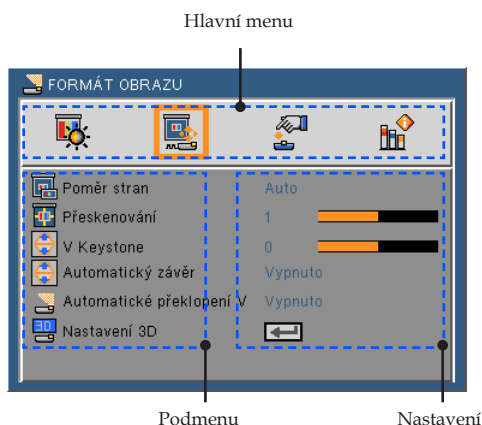 Hlavní menu
FORMÁT OBRAZU
Poměr stran Auto
Přeskenování 1
V Keystone 0
Automatický závěr Vypnuto
Automatické překlopení V Vypnuto
3D Nastavení 3D
Podmenu Nastavení